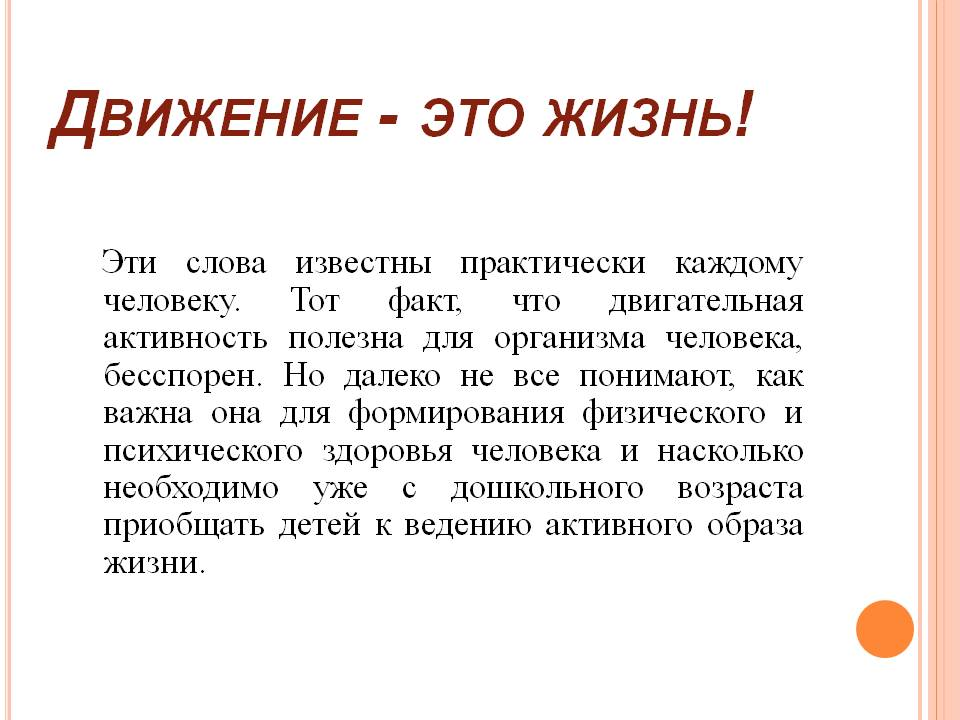 Движение - это жизнь!
Эти слова известны практически каждому
человеку. Тот факт, что двигательная
активность полезна для организма человека,
бесспорен. Но далеко не все понимают, как
важна она для формирования физического и
психического здоровья человека и насколько
необходимо уже с дошкольного возраста
приобщать детей к ведению активного образа
жизни.